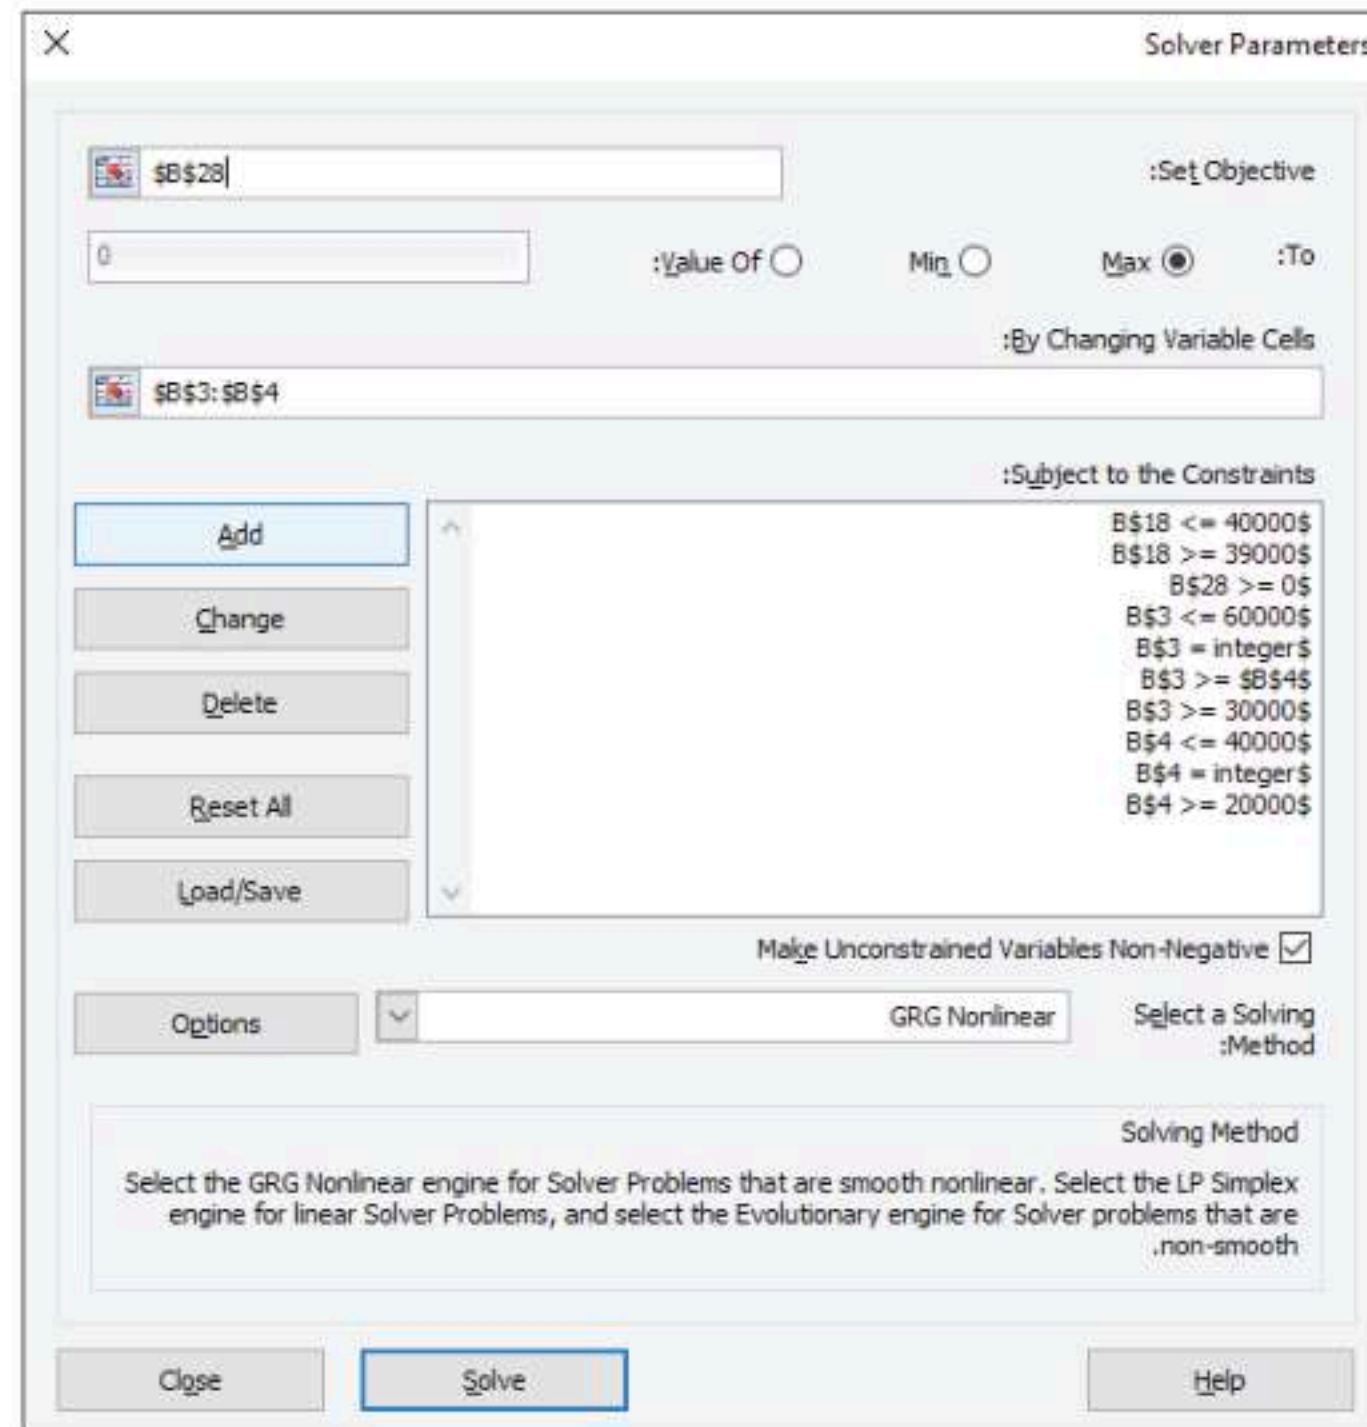 Solver Parameters
:Set Objective
$B$28
:To
Max
Min
:Value Of
0
:By Changing Variable Cells
$B$3:$B$4
:Subject to the Constraints
B$18 <= 40000$
B$18 >= 39000$
B$28 >= 0$
B$3 <= 60000$
B$3 = integer$
B$3 >= $B$4$
B$3 >= 30000$
B$4 <= 40000$
B$4 = integer$
B$4 >= 20000$
Add
Change
Delete
Reset All
Load/Save
Make Unconstrained Variables Non-Negative
Select a Solving
:Method
GRG Nonlinear
Options
Solving Method
Select the GRG Nonlinear engine for Solver Problems that are smooth nonlinear. Select the LP Simplex
engine for linear Solver Problems, and select the Evolutionary engine for Solver problems that are
.non-smooth
Help
Solve
Close